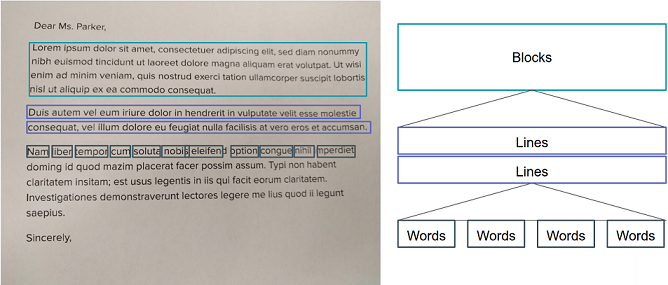 Dear Ms. Parker,
Lorem ipsum dolor sit amet, consectetuer adipiscing elit, sed diam nonummy
nibh euismod tincidunt ut laoreet dolore magna aliquam erat volutpat. Ut wisi
enim ad minim veniam, quis nostrud exerci tation ullamcorper suscipit lobortis
nisl ut aliquip ex ea commodo consequat.
Duis autem vel eum iriure dolor in hendrerit in vulputate velit esse molestie
consequat, vel illum dolore eu feugiat nulla facilisis at vero eros et accumsan.
Nam liber tempor cum soluta nobis eleifend option congue nihil imperdiet
doming id quod mazim placerat facer possim assum. Typi non habent
claritatem insitam; est usus legentis in iis qui facit eorum claritatem.
Investigationes demonstraverunt lectores legere me lius quod ii legunt
saepius.
Sincerely,
Blocks
Lines
Lines
Words Words Words Words